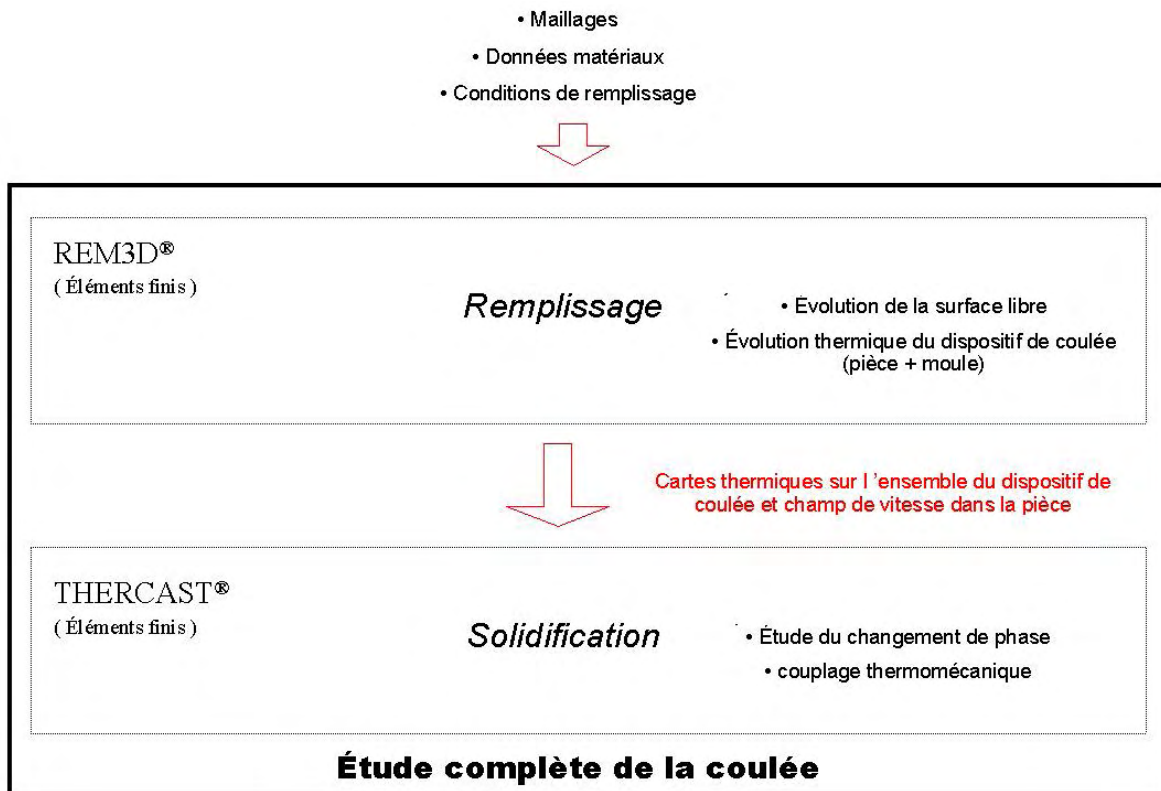 • Maillages
• Données matériaux
• Conditions de remplissage
REM3D®
( Éléments finis )
Remplissage
• Évolution de la surface libre
• Évolution thermique du dispositif de coulée
(pièce + moule)
Cartes thermiques sur l 'ensemble du dispositif de
coulée et champ de vitesse dans la pièce
THERCAST®
( Éléments finis )
Solidification
• Étude du changement de phase
• couplage thermomécanique
Étude complète de la coulée